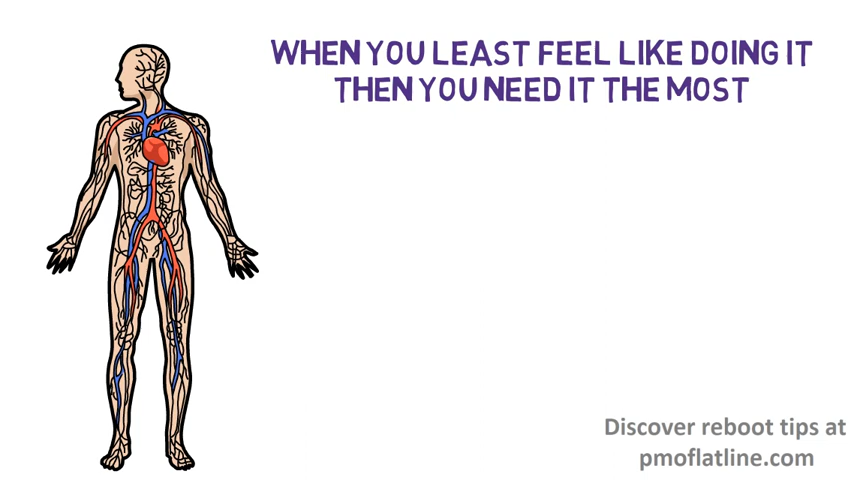 WHEN YOU LEAST FEEL LIKE DOING IT
THEN YOU NEED IT THE MOST
Discover reboot tips at
pmoflatline.com